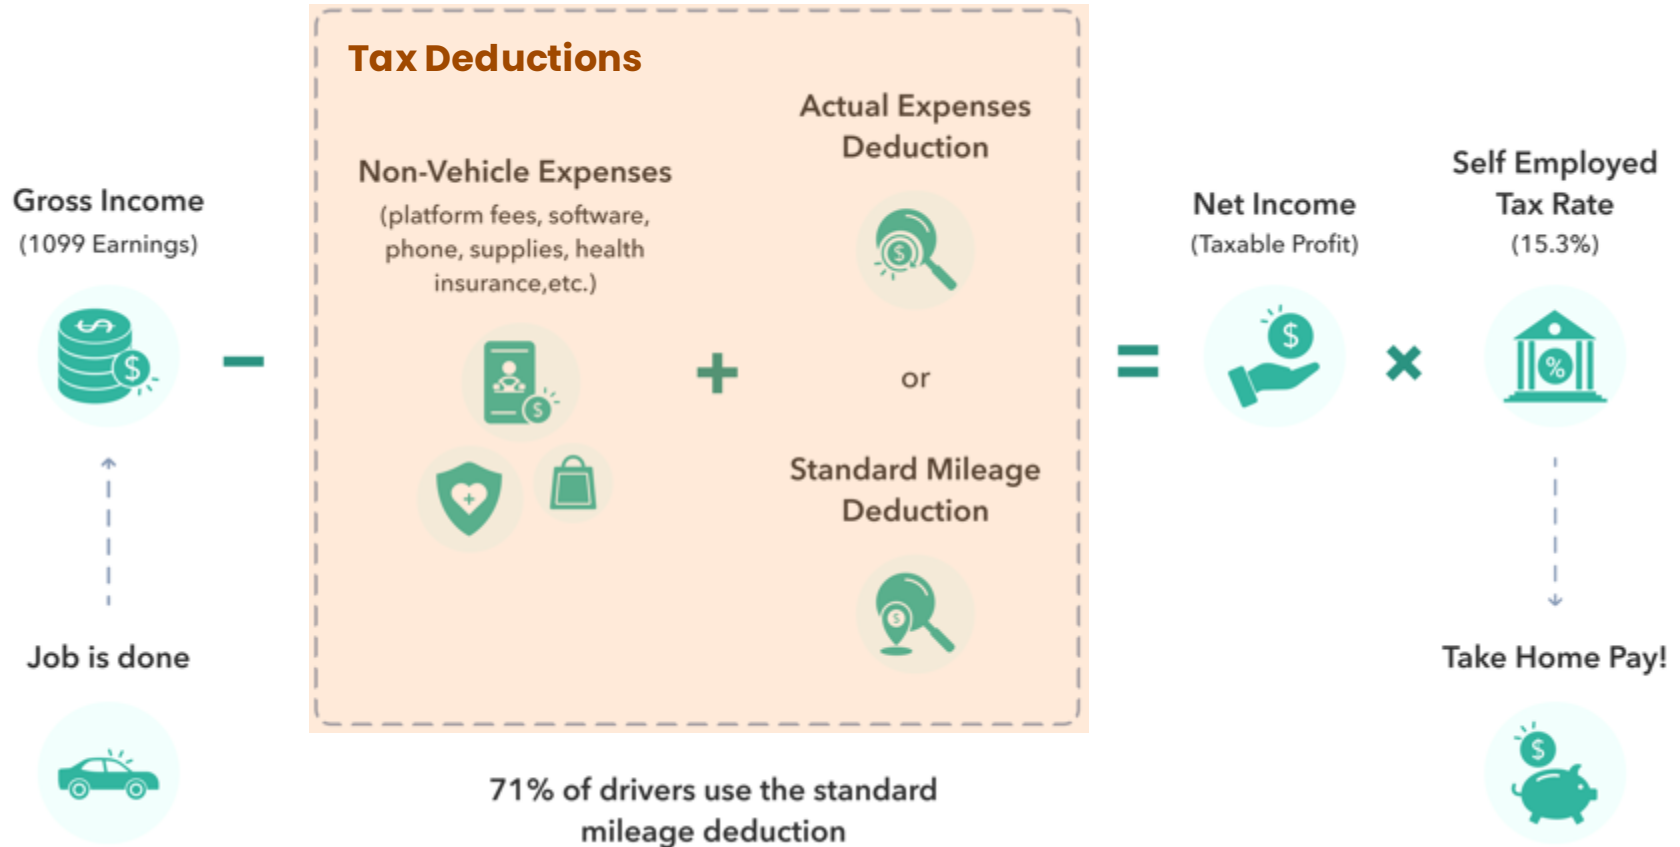 Tax Deductions
Gross Income
(1099 Earnings)
$
$
Job is done
Non-Vehicle Expenses
(platform fees, software,
phone, supplies, health
insurance,etc.)
$
Actual Expenses
Deduction
$
or
Standard Mileage
Deduction
$
71% of drivers use the standard
mileage deduction
Net Income
(Taxable Profit)
$
Self Employed
Tax Rate
(15.3%)
%
Take Home Pay!
$